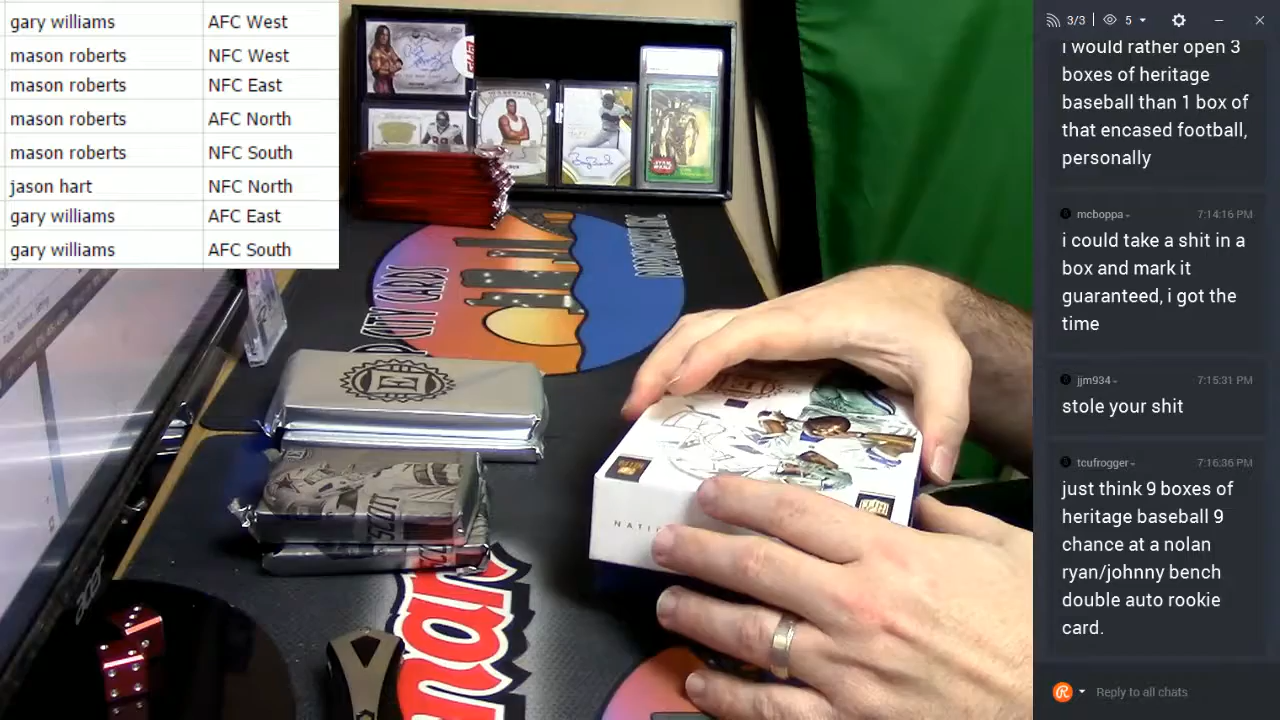 gary williams AFC West
mason roberts NFC West
mason roberts NFC East
mason roberts AFC North
mason roberts NFC South
jason hart NFC North
gary williams AFC East
gary williams AFC South
CITY CARDS
E
acer
3/3 5
i would rather open 3
boxes of heritage
baseball than 1 box of
that encased football,
personally
mcboppa 7:14:16 PM
i could take a shit in a
box and mark it
guaranteed, i got the
time
jjm934 7:15:31 PM
stole your shit
tcufrogger 7:16:36 PM
just think 9 boxes of
heritage baseball 9
chance at a nolan
ryan/johnny bench
double auto rookie
card.
Reply to all chats